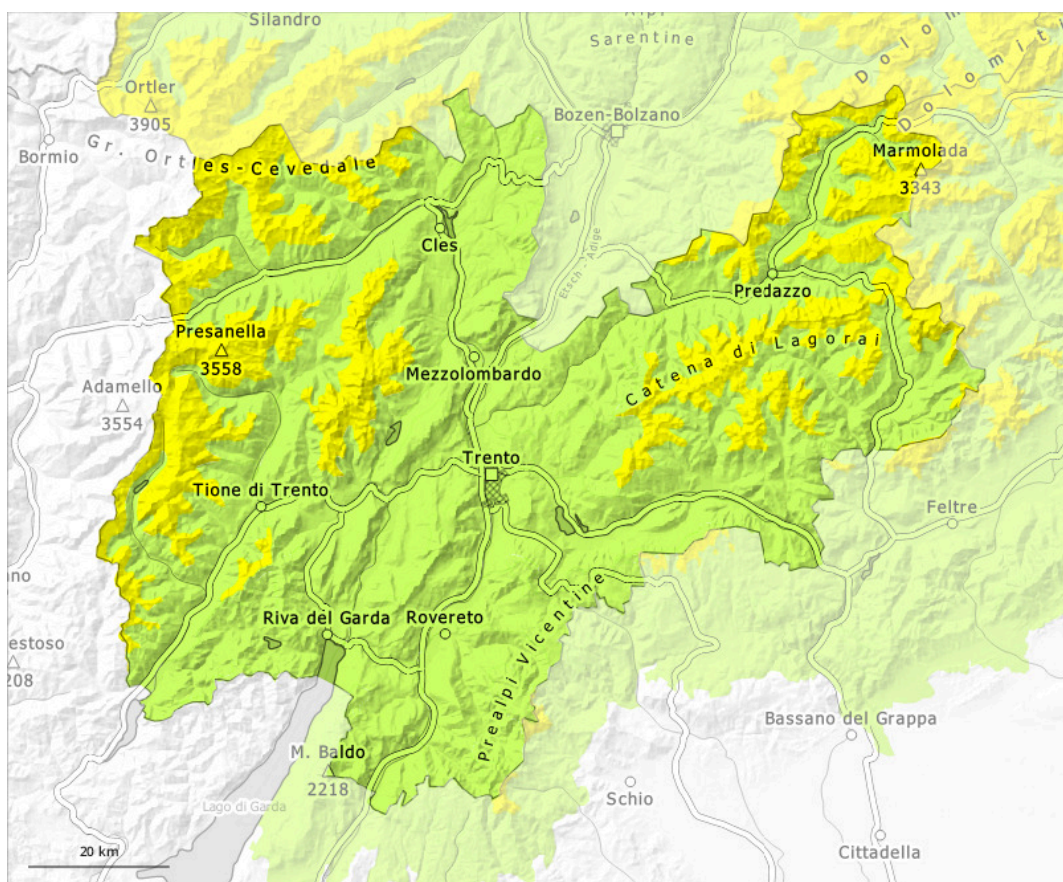 Silandro
Sarentine
Ortler
3905
Bozen-Bolzano
Bormio
Gr. Ortles-Cevedale
Marmolada
3343
Cles
Etsch - Adige
Predazzo
Presanella
3558
Catena di Lagorai
Mezzolombardo
Adamello
3554
Trento
Tione di Trento
Feltre
Riva del Garda
Rovereto
Prealpi Vicentine
208
Bassano del Grappa
M. Baldo
2218
Schio
Lago di Garda
20 km
Cittadella